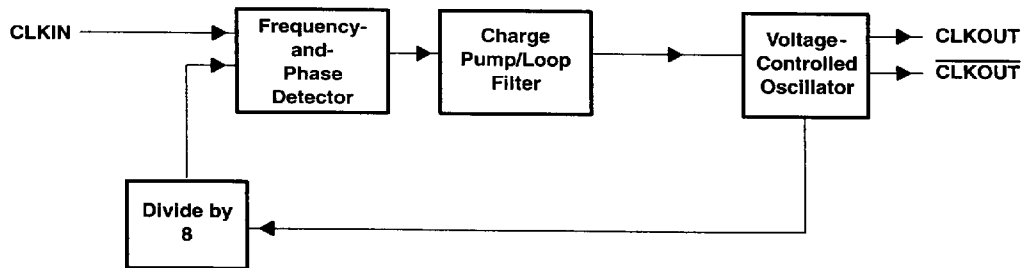 CLKIN
Frequency-
and-
Phase
Detector
Charge
Pump/Loop
Filter
Voltage-
Controlled
Oscillator
CLKOUT
CLKOUT
Divide by
8